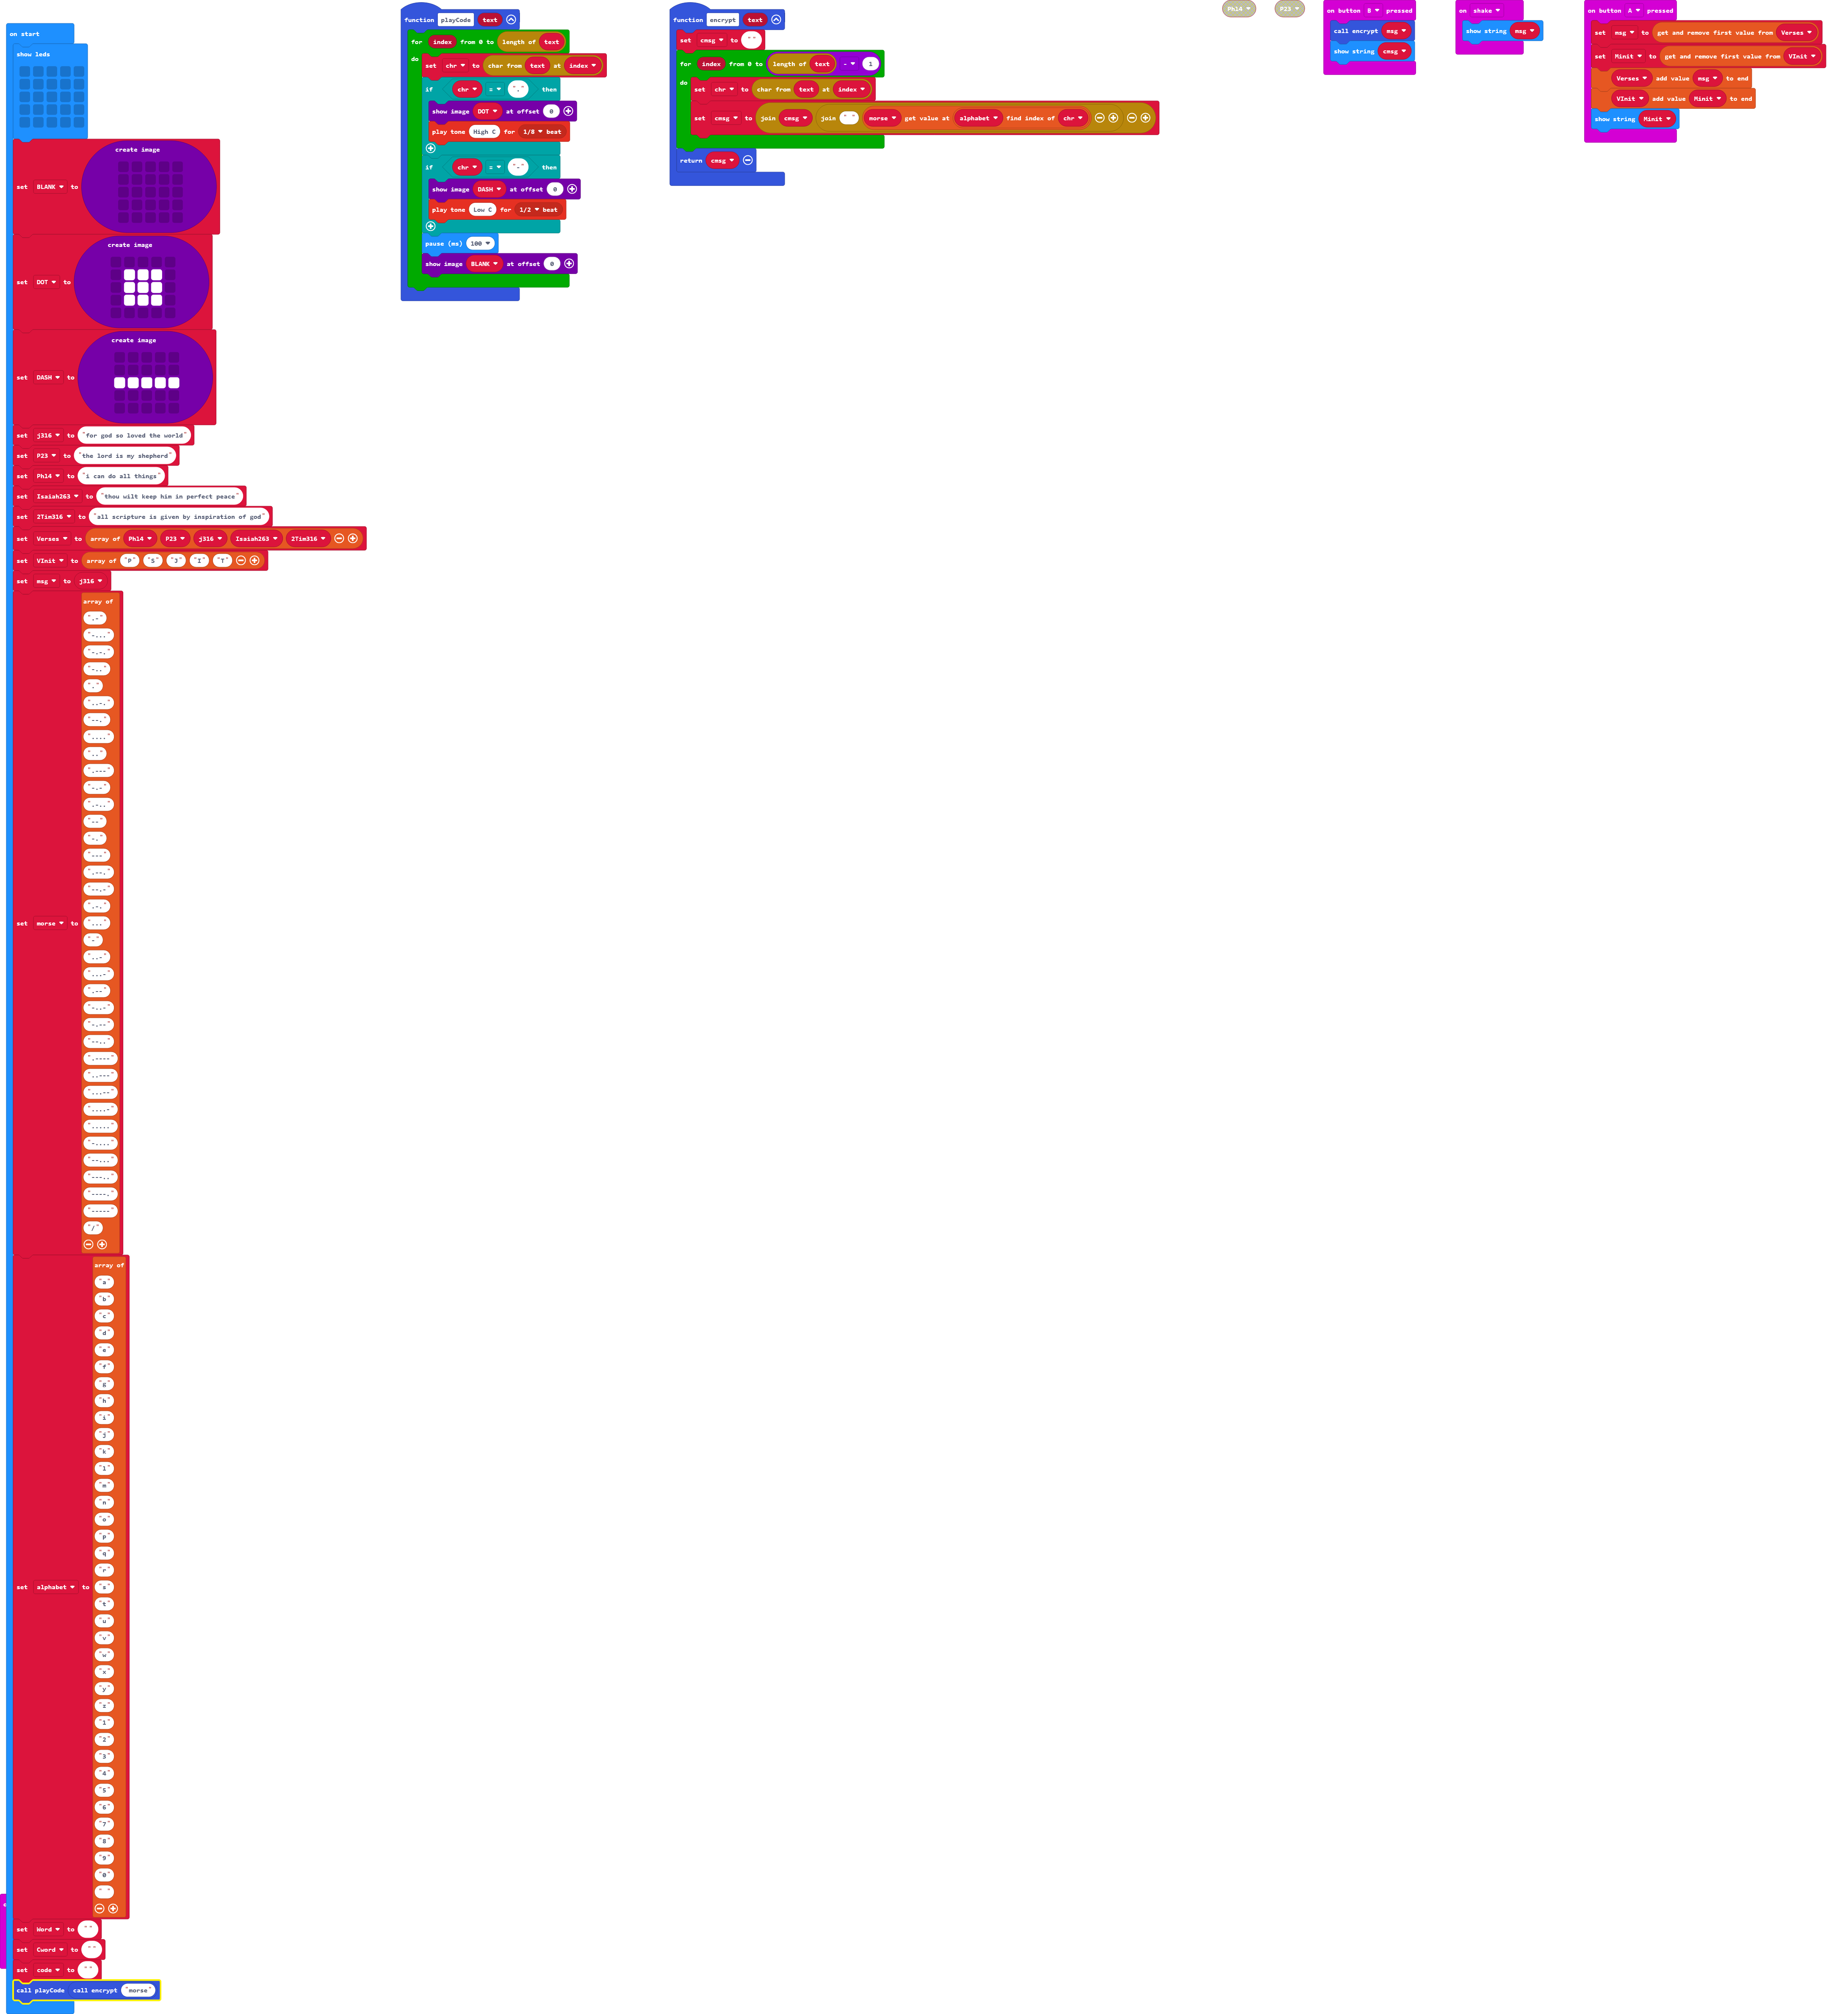 on start
show leds
set BLANK to create image
set DOT to create image
set DASH to create image
set j316 to "for god so loved the world"
set P23 to "the lord is my shepherd"
set Phl4 to "i can do all things"
set Isaiah263 to "thou wilt keep him in perfect peace"
set 2Tim316 to "all scripture is given by inspiration of god"
set Verses to array of Phl4 P23 j316 Isaiah263 2Tim316
set VInit to array of "P" "S" "J" "I" "T"
set msg to j316
set morse to array of
".-"
"-..."
"-.-."
"-.."
"."
"..-."
"--."
"...."
".."
".---"
"-.-"
".-.."
"--"
"-."
"---"
".--."
"--.-"
".-."
"..."
"-"
"..-"
"...-"
".--"
"-..-"
"-.--"
"--.."
".----"
"..---"
"...--"
"....-"
"....."
"-...."
"--..."
"---.."
"----."
"-----"
"/"
set alphabet to array of
"a"
"b"
"c"
"d"
"e"
"f"
"g"
"h"
"i"
"j"
"k"
"l"
"m"
"n"
"o"
"p"
"q"
"r"
"s"
"t"
"u"
"v"
"w"
"x"
"y"
"z"
"1"
"2"
"3"
"4"
"5"
"6"
"7"
"8"
"9"
"0"
" "
set Word to ""
set Cword to ""
set code to ""
call playCode call encrypt "morse"
function playCode text
for index from 0 to length of text
do
set chr to char from text at index
if chr = "." then
show image DOT at offset 0
play tone High C for 1/8 beat
if chr = "-" then
show image DASH at offset 0
play tone Low C for 1/2 beat
pause (ms) 100
show image BLANK at offset 0
function encrypt text
set cmsg to ""
for index from 0 to length of text - 1
do
set chr to char from text at index
set cmsg to join cmsg join " " morse get value at alphabet find index of chr
return cmsg
Phl4
P23
on button B pressed
call encrypt msg
show string cmsg
on shake
show string msg
on button A pressed
set msg to get and remove first value from Verses
set Minit to get and remove first value from VInit
Verses add value msg to end
VInit add value Minit to end
show string Minit